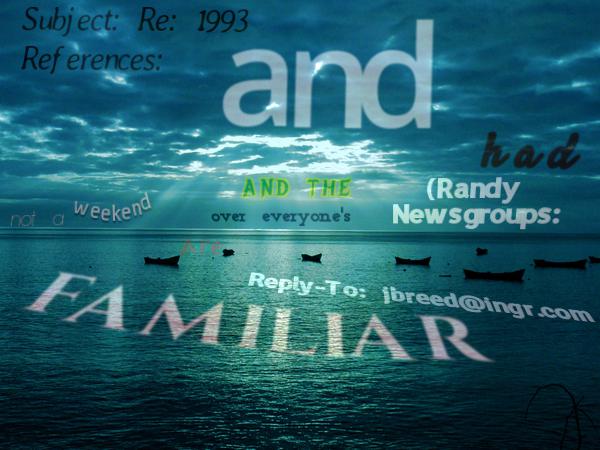 Subject: Re: 1993
References:
and
had
AND THE
(Randy
Newsgroups:
not a
weekend
over everyone's
Are
Reply-To: jbreed@ingr.com
FAMILIAR